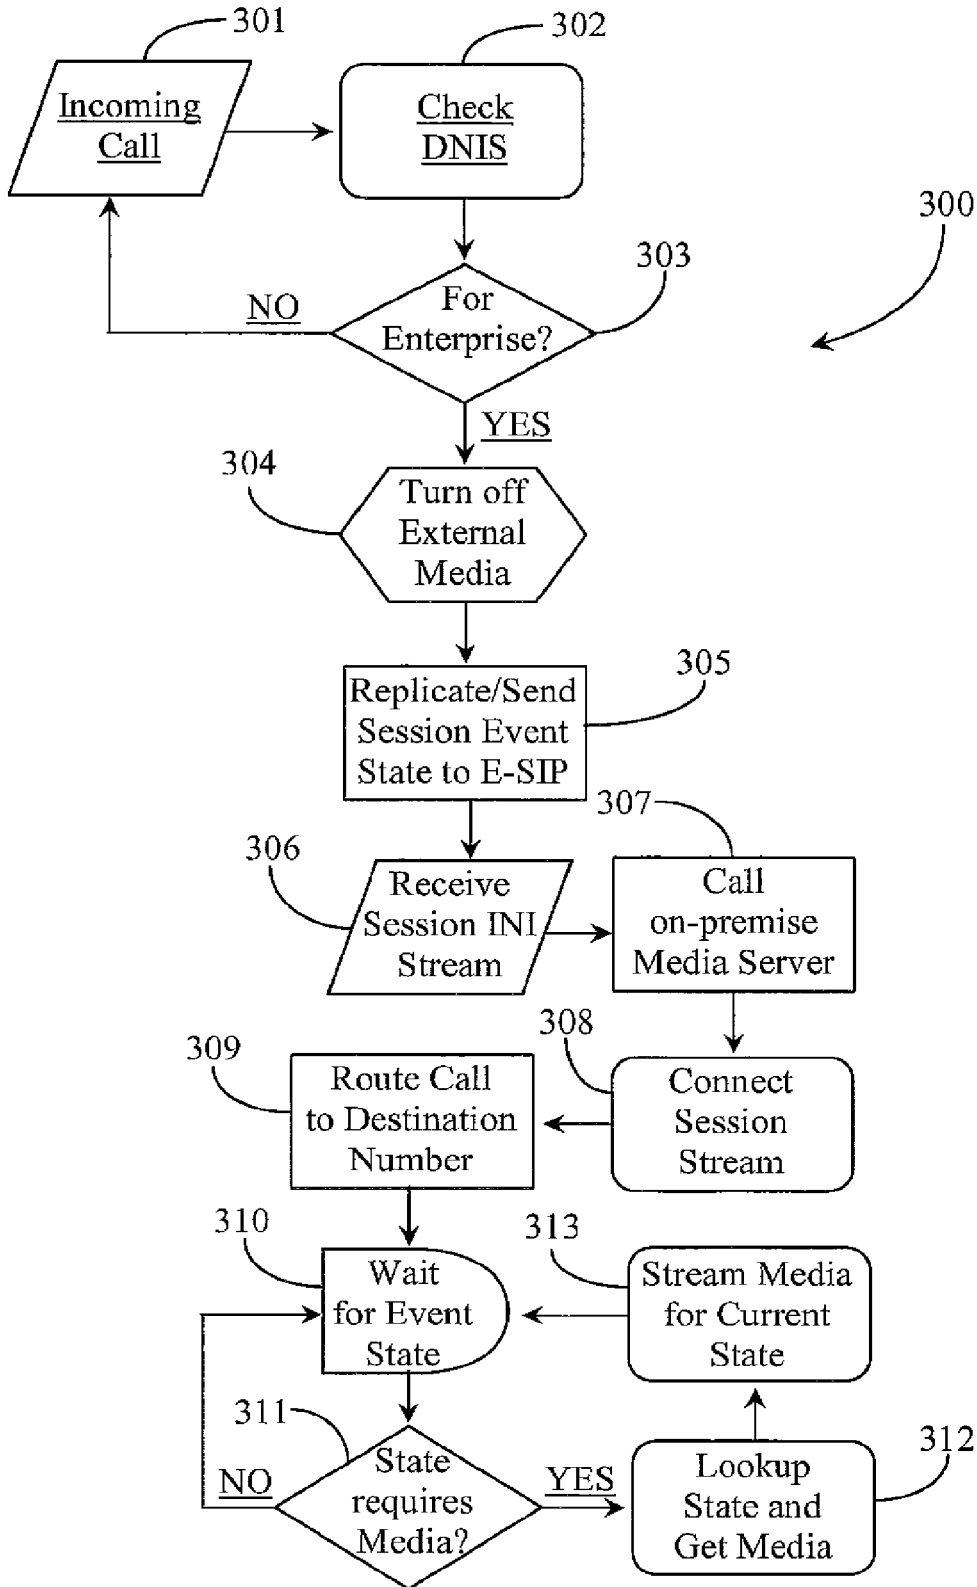 301
302
Incoming
Call
Check
DNIS
300
303
For
Enterprise?
NO
YES
304
Turn off
External
Media
305
Replicate/Send
Session Event
State to E-SIP
307
306
Receive
Session INI
Stream
Call
on-premise
Media Server
308
309
Route Call
to Destination
Number
Connect
Session
Stream
310
313
Wait
for Event
State
Stream Media
for Current
State
311
312
State
requires
Media?
NO
YES
Lookup
State and
Get Media